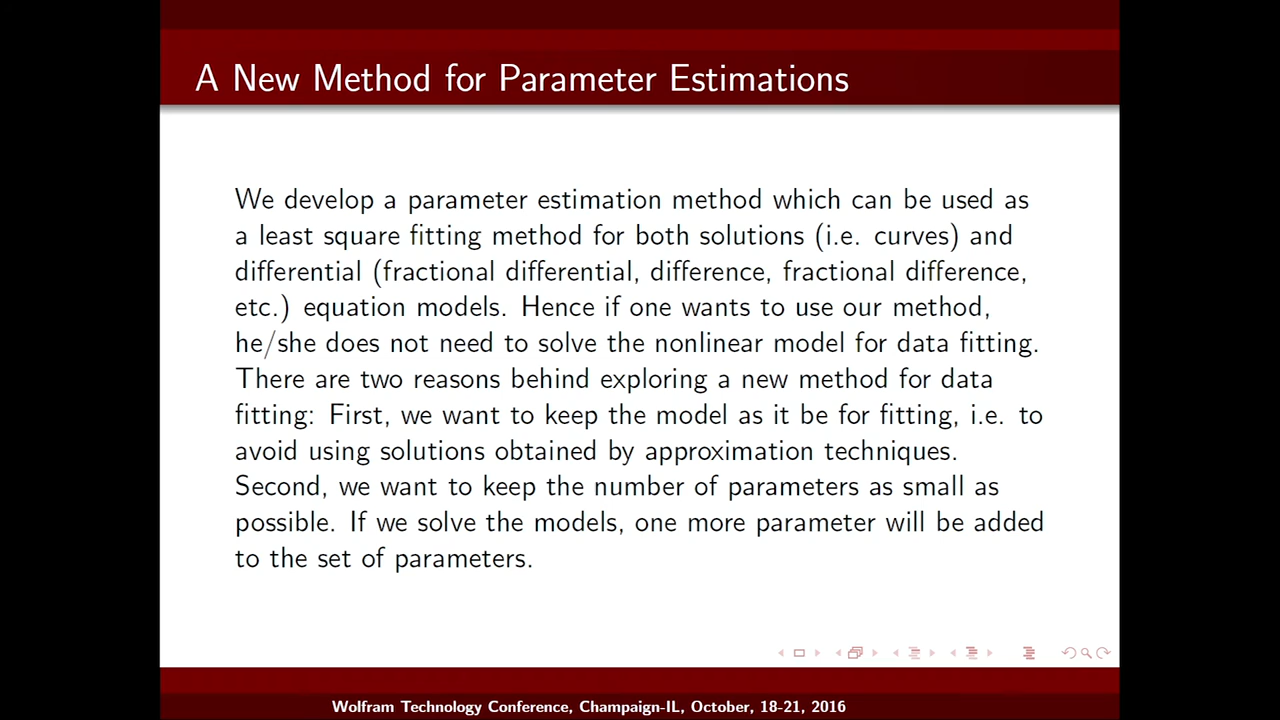 A New Method for Parameter Estimations
We develop a parameter estimation method which can be used as
a least square fitting method for both solutions (i.e. curves) and
differential (fractional differential, difference, fractional difference,
etc.) equation models. Hence if one wants to use our method,
he/she does not need to solve the nonlinear model for data fitting.
There are two reasons behind exploring a new method for data
fitting: First, we want to keep the model as it be for fitting, i.e. to
avoid using solutions obtained by approximation techniques.
Second, we want to keep the number of parameters as small as
possible. If we solve the models, one more parameter will be added
to the set of parameters.
Wolfram Technology Conference, Champaign-IL, October, 18-21, 2016